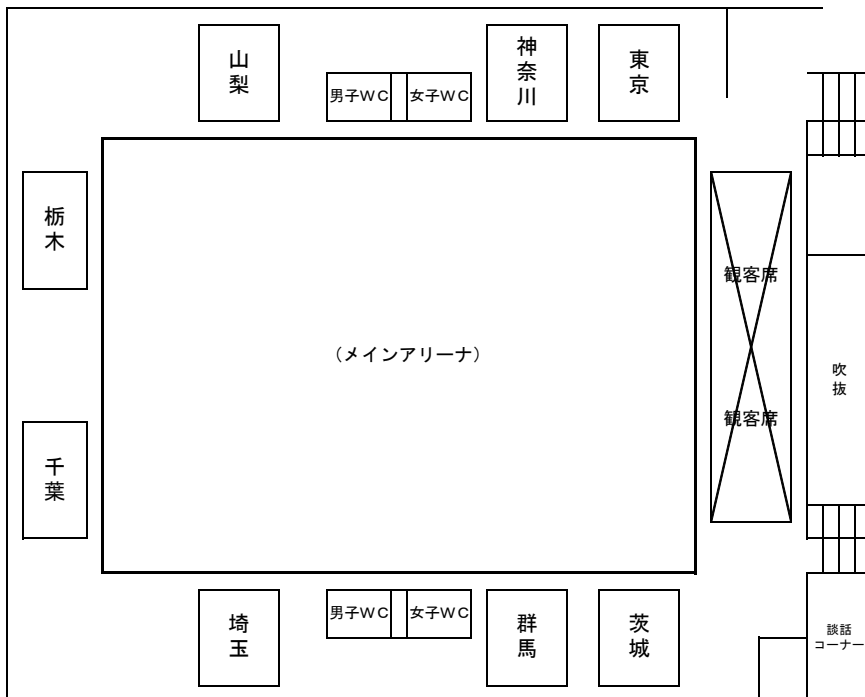 山梨
男子WC
女子WC
神奈川
東京
栃木
観客席
(メインアリーナ)
吹抜
観客席
千葉
埼玉
男子WC
女子WC
群馬
茨城
談話
コーナー